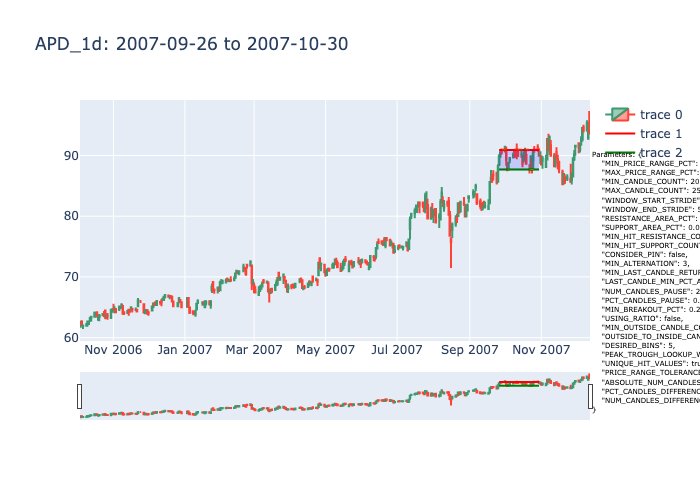 APD_1d: 2007-09-26 to 2007-10-30
90
80
70
60
Nov 2006 Jan 2007 Mar 2007 May 2007 Jul 2007 Sep 2007 Nov 2007
trace 0
trace 1
trace 2
Parameters: {
"MIN_PRICE_RANGE_PCT":
"MAX_PRICE_RANGE_PCT":
"MIN_CANDLE_COUNT": 20
"MAX_CANDLE_COUNT": 25
"WINDOW_START_STRIDE"
"WINDOW_END_STRIDE":
"RESISTANCE_AREA_PCT":
"SUPPORT_AREA_PCT": 0.0
"MIN_HIT_RESISTANCE_CO
"MIN_HIT_SUPPORT_COUNT
"CONSIDER_PIN": false,
"MIN_ALTERNATION": 3,
"MIN_LAST_CANDLE_RETU
"LAST_CANDLE_MIN_PCT_A
"NUM_CANDLES_PAUSE": 2
"PCT_CANDLES_PAUSE": 0.
"MIN_BREAKOUT_PCT": 0.2
"USING_RATIO": false,
"MIN_OUTSIDE_CANDLE_CO
"OUTSIDE_TO_INSIDE_CAN
"DESIRED_BINS": 5,
"PEAK_TROUGH_LOOKUP_W
"UNIQUE_HIT_VALUES": tru
"PRICE_RANGE_TOLERANCE
"ABSOLUTE_NUM_CANDLES
"PCT_CANDLES_DIFFERENC
"NUM_CANDLES_DIFFEREN
}